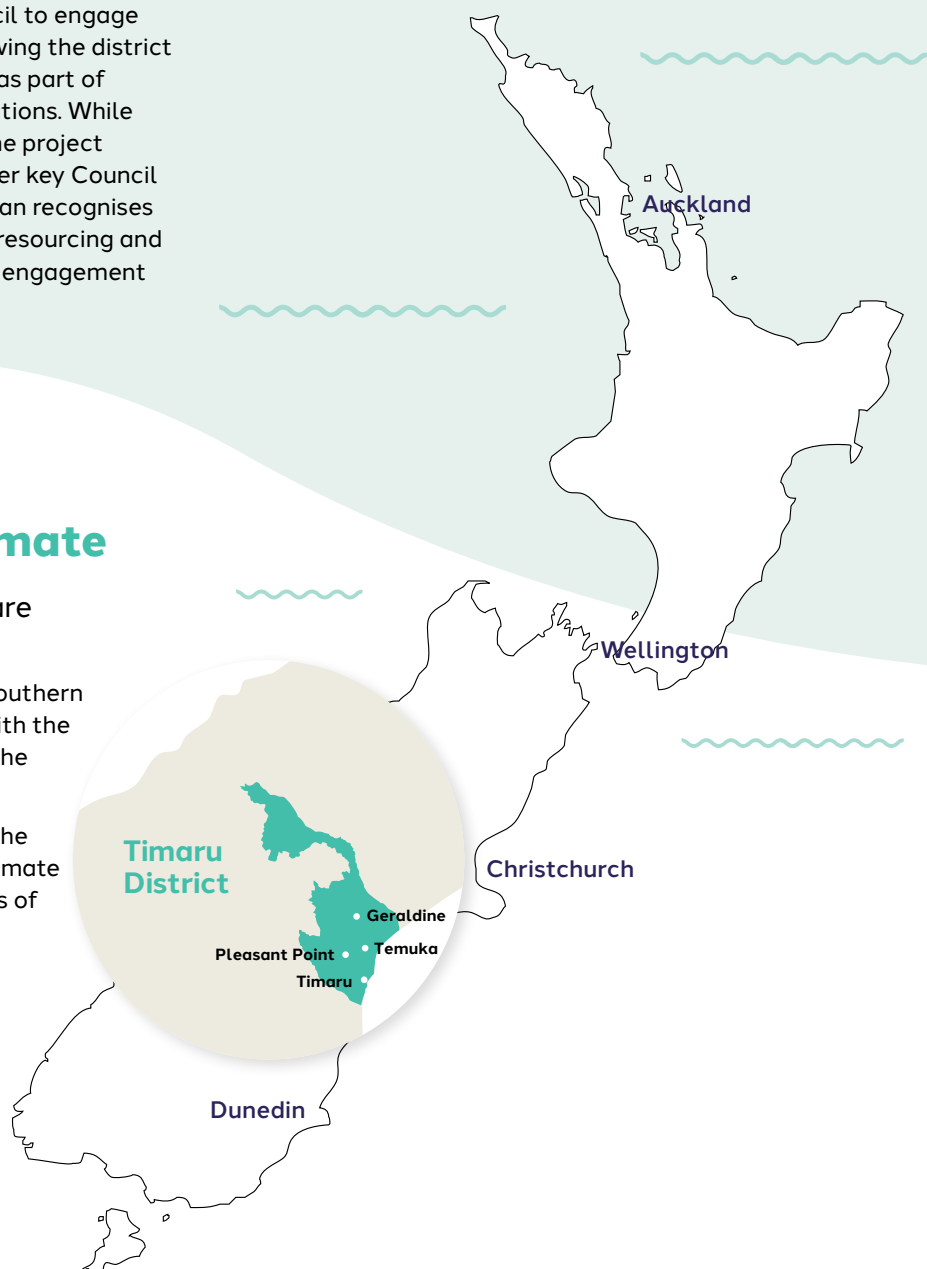 cil to engage
wing the district
as part of
tions. While
he project
er key Council
an recognises
resourcing and
engagement
Auckland
mate
are
outhern
ith the
he
he
mate
s of
Wellington
Timaru
District
Christchurch
Geraldine
Temuka
Pleasant Point
Timaru
Dunedin